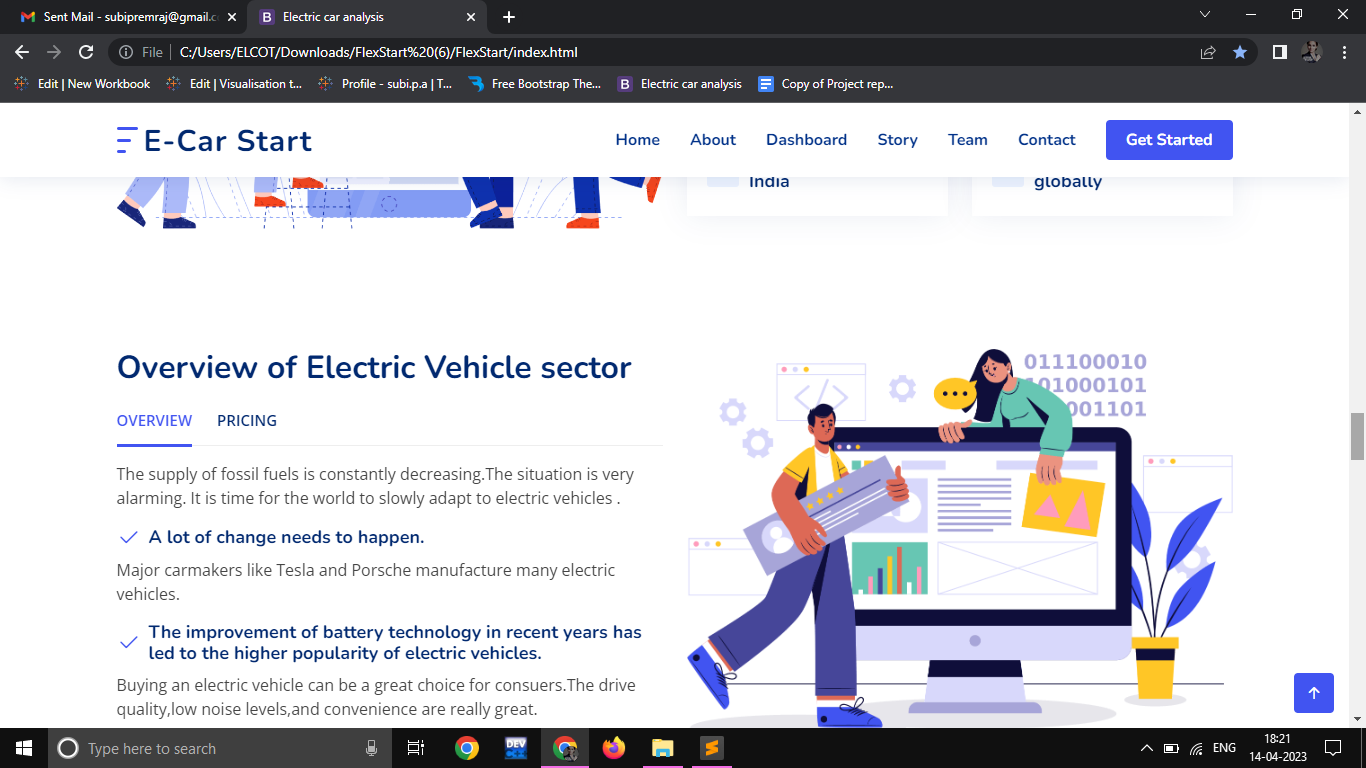 Sent Mail - subipremraj@gmail.c
Electric car analysis
File
C:/Users/ELCOT/Downloads/FlexStart%20(6)/FlexStart/index.html
Edit | New Workbook
Edit | Visualisation t...
Profile - subi.p.a | T...
Free Bootstrap The...
Electric car analysis
Copy of Project rep...
E-Car Start
Home About Dashboard Story Team Contact Get Started
India
globally
Overview of Electric Vehicle sector
OVERVIEW PRICING
The supply of fossil fuels is constantly decreasing.The situation is very
alarming. It is time for the world to slowly adapt to electric vehicles .
A lot of change needs to happen.
Major carmakers like Tesla and Porsche manufacture many electric
vehicles.
The improvement of battery technology in recent years has
led to the higher popularity of electric vehicles.
Buying an electric vehicle can be a great choice for consuers.The drive
quality,low noise levels,and convenience are really great.
011100010
101000101
001101
</> 
Type here to search
DEV
ENG
18:21
14-04-2023